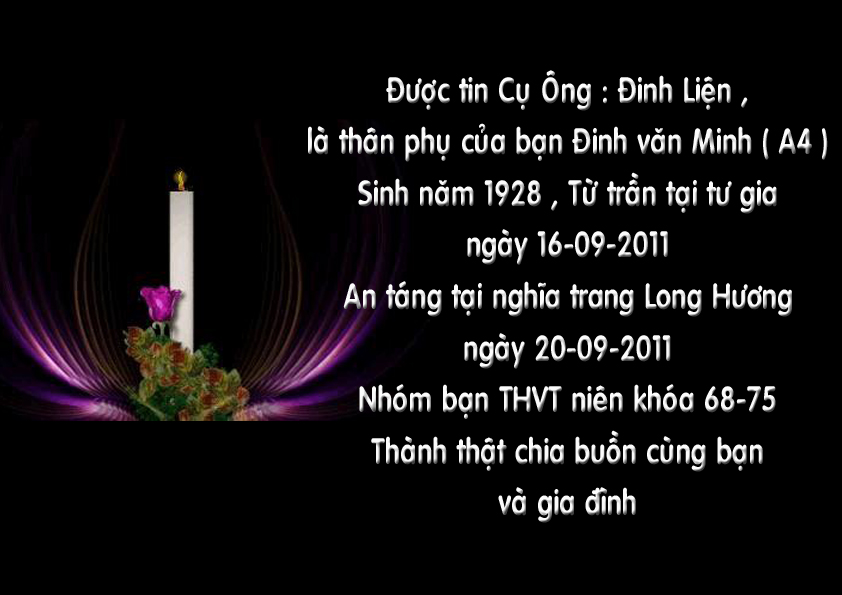 Được tin Cụ Ông : Đinh Liện ,
là thân phụ của bạn Đinh văn Minh ( A4 )
Sinh năm 1928 , Từ trần tại tư gia
ngày 16-09-2011
An táng tại nghĩa trang Long Hương
ngày 20-09-2011
Nhóm bạn THVT niên khóa 68-75
Thành thật chia buồn cùng bạn
và gia đình